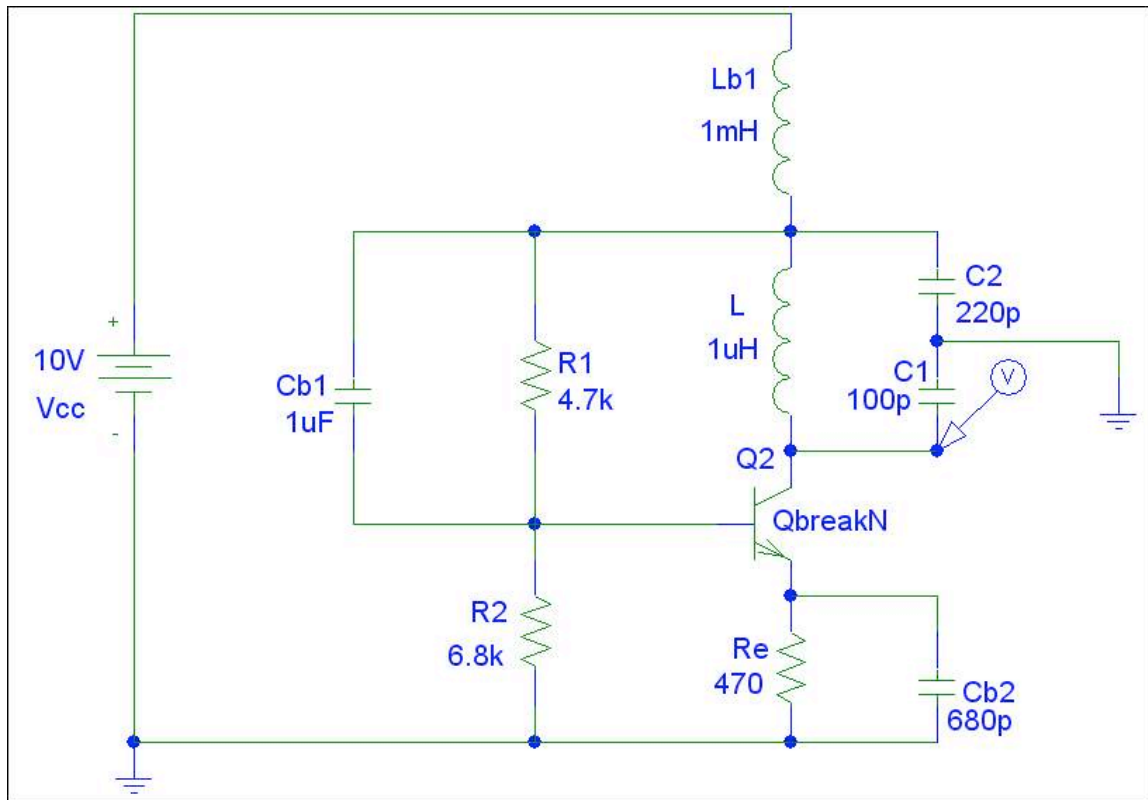 Lb1
1mH
C2
220p
L
1uH
C1
100p
V
+
10V
Vcc
-
Cb1
1uF
R1
4.7k
Q2
QbreakN
R2
6.8k
Re
470
Cb2
680p